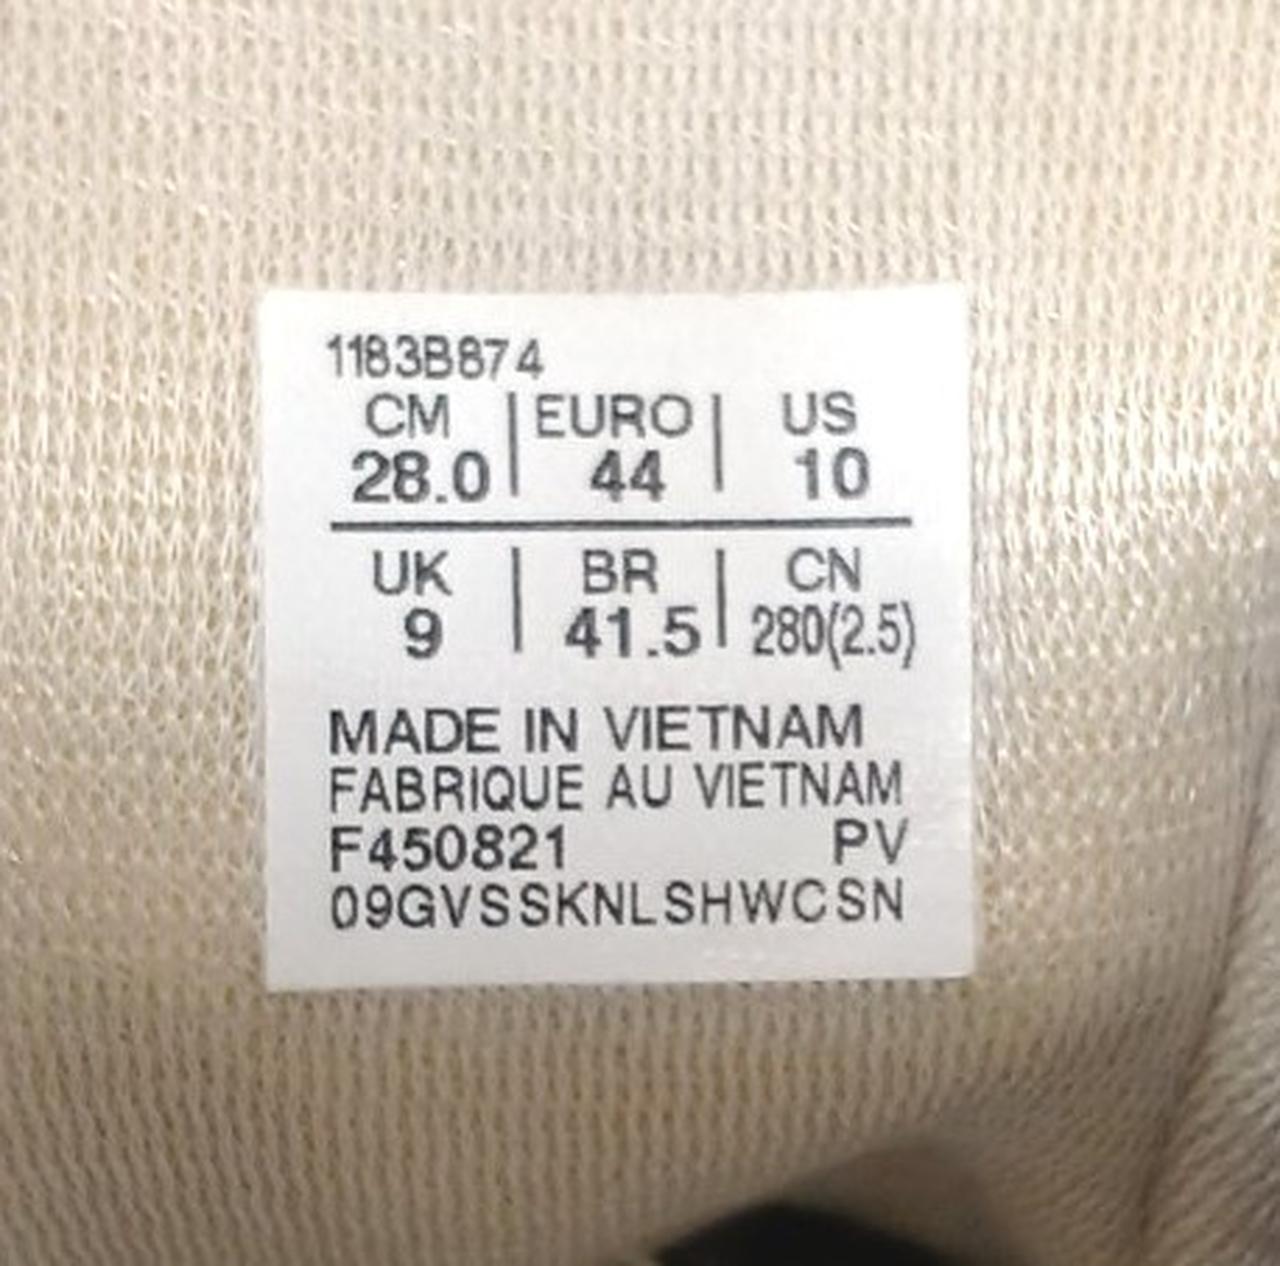 1183B874
CM | EURO | US
28.0 | 44 | 10
UK | BR | CN
9 | 41.5 | 280(2.5)
MADE IN VIETNAM
FABRIQUE AU VIETNAM
F450821 PV
09GVSSKNLSHWCSN